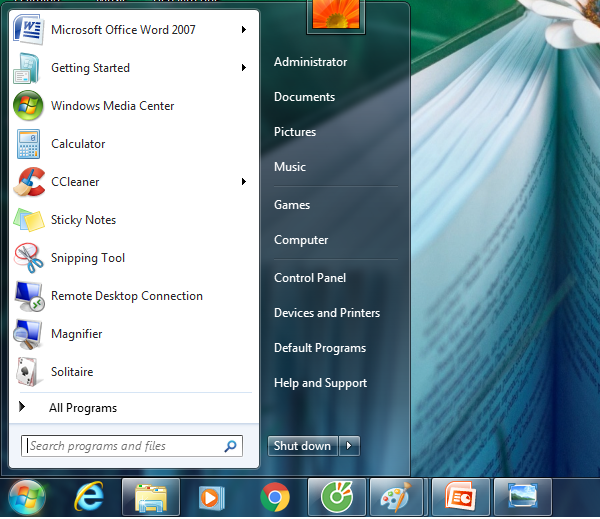 Microsoft Office Word 2007
Getting Started
Windows Media Center
Calculator
CCleaner
Sticky Notes
Snipping Tool
Remote Desktop Connection
Magnifier
Solitaire
All Programs
Search programs and files
Administrator
Documents
Pictures
Music
Games
Computer
Control Panel
Devices and Printers
Default Programs
Help and Support
Shut down